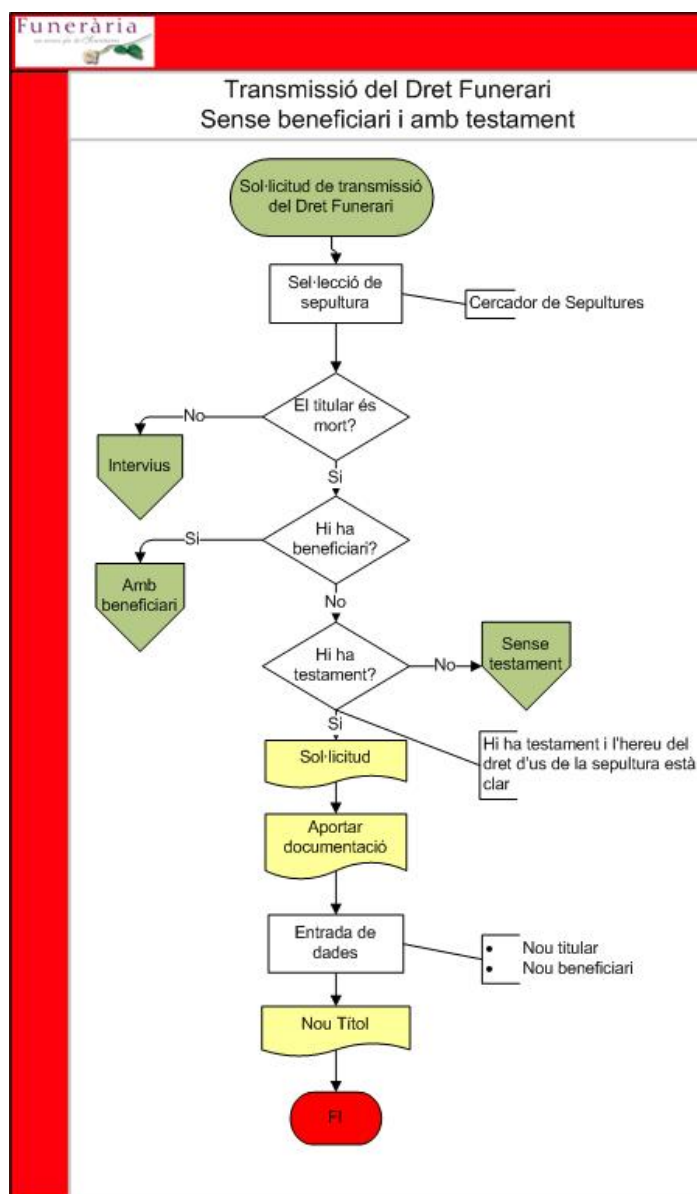 Funerària
Transmissió del Dret Funerari
Sense beneficiari i amb testament
Sol·licitud de transmissió
del Dret Funerari
Sel·lecció de
sepultura
Cercador de Sepultures
El titular és
mort?
No
Intervius
Si
Hi ha
beneficiari?
Si
Amb
beneficiari
No
Hi ha
testament?
No
Sense
testament
Si
Hi ha testament i l'hereu del
dret d'us de la sepultura està
clar
Sol·licitud
Aportar
documentació
Entrada de
dades
• Nou titular
• Nou beneficiari
Nou Títol
FI